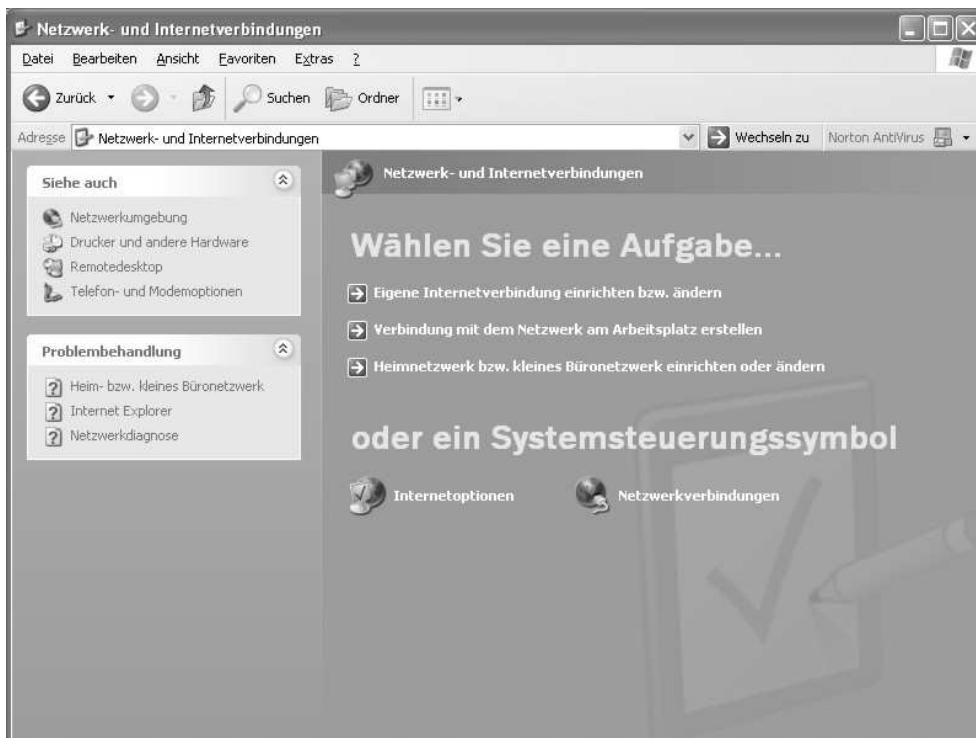 Netzwerk- und Internetverbindungen
Datei Bearbeiten Ansicht Favoriten Extras ?
Zurück Suchen Ordner
Adresse Netzwerk- und Internetverbindungen Wechseln zu Norton AntiVirus
Siehe auch
Netzwerkumgebung
Drucker und andere Hardware
Remotedesktop
Telefon- und Modemoptionen
Problembehandlung
Heim- bzw. kleines Büronetzwerk
Internet Explorer
Netzwerkdiagnose
Netzwerk- und Internetverbindungen
Wählen Sie eine Aufgabe...
Eigene Internetverbindung einrichten bzw. ändern
Verbindung mit dem Netzwerk am Arbeitsplatz erstellen
Heimnetzwerk bzw. kleines Büronetzwerk einrichten oder ändern
oder ein Systemsteuerungssymbol
Internetoptionen Netzwerkverbindungen